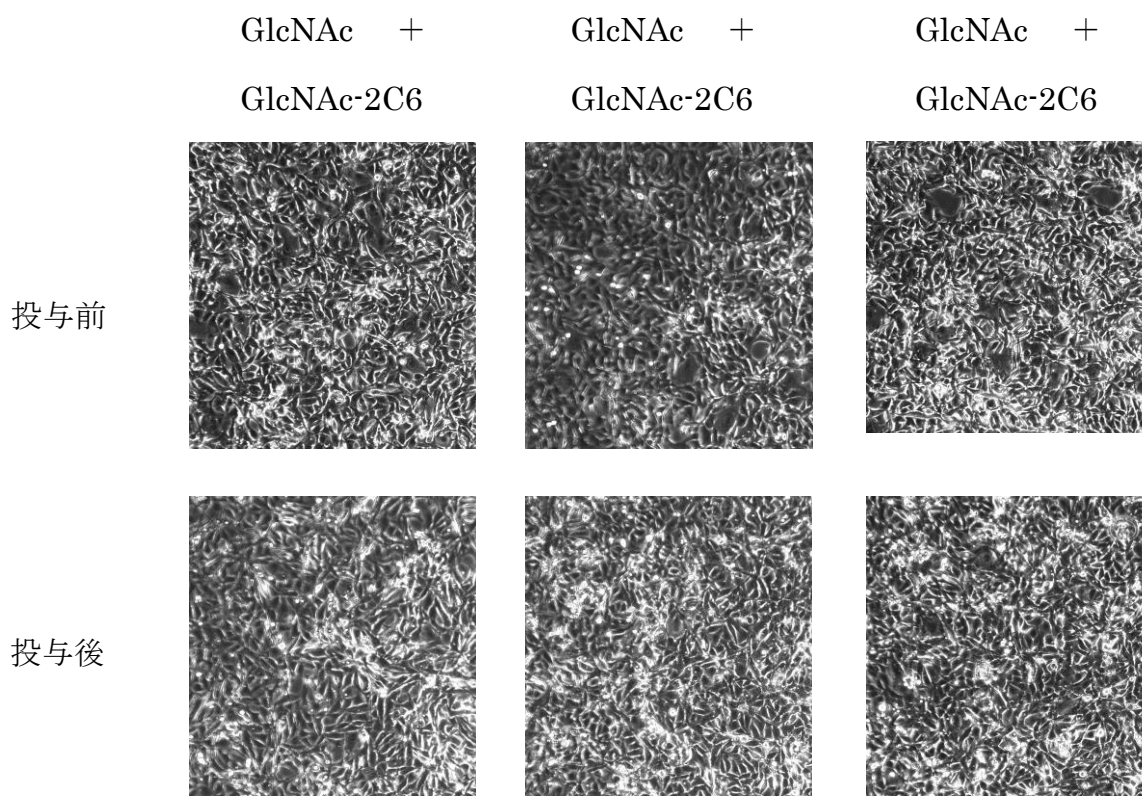 GlcNAc + GlcNAc + GlcNAc +
GlcNAc-2C6 GlcNAc-2C6 GlcNAc-2C6
投与前
投与後